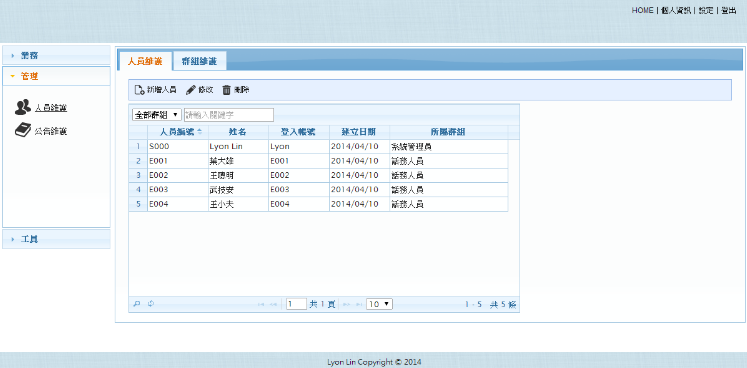 HOME | 個人資訊 | 設定 | 登出
業務
管理
人員維護
公告維護
工具
人員維護 群組維護
新增人員 修改 刪除
全部群組 請輸入關鍵字
人員編號 姓名 登入帳號 建立日期 所屬群組
1 S000 Lyon Lin Lyon 2014/04/10 系統管理員
2 E001 葉大雄 E001 2014/04/10 話務人員
3 E002 王聰明 E002 2014/04/10 話務人員
4 E003 武技安 E003 2014/04/10 話務人員
5 E004 王小夫 E004 2014/04/10 話務人員
1 共 1 頁 10 1 - 5 共 5 條
Lyon Lin Copyright © 2014